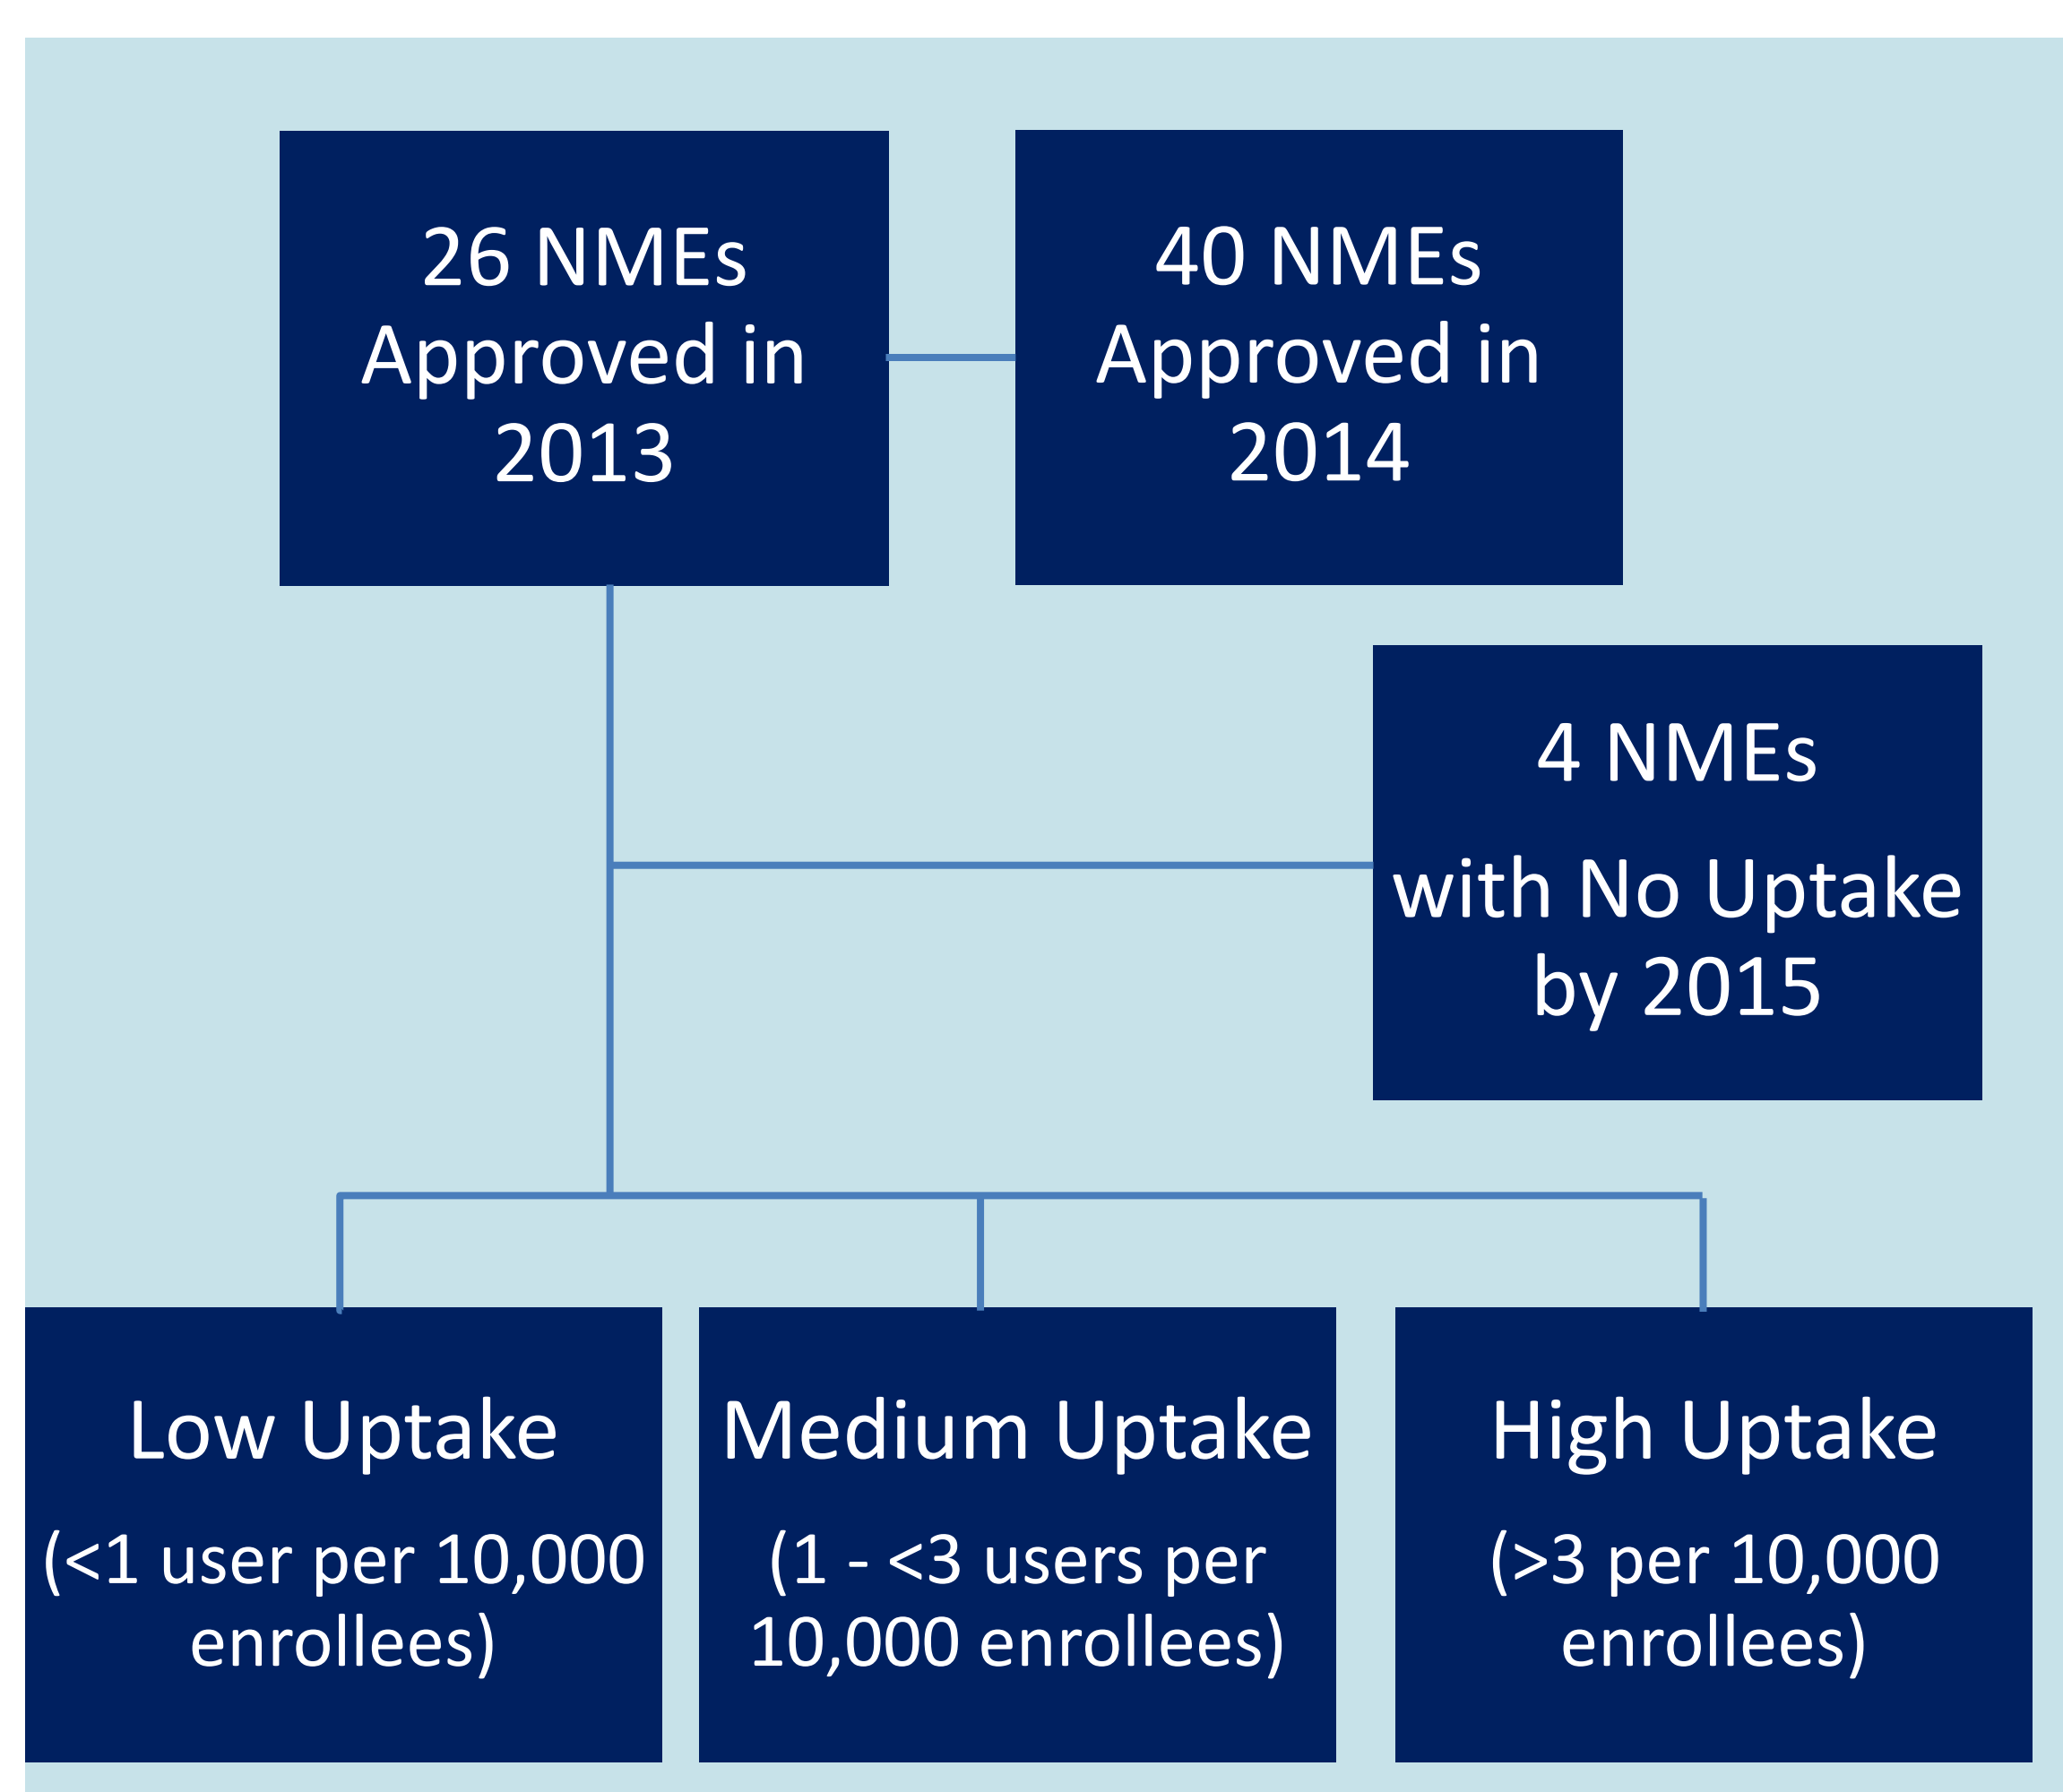 26 NMEs
Approved in
2013
40 NMEs
Approved in
2014
4 NMEs
with No Uptake
by 2015
Low Uptake
(<1 user per 10,000
enrollees)
Medium Uptake
(1 - <3 users per
10,000 enrollees)
High Uptake
(>3 per 10,000
enrollees)